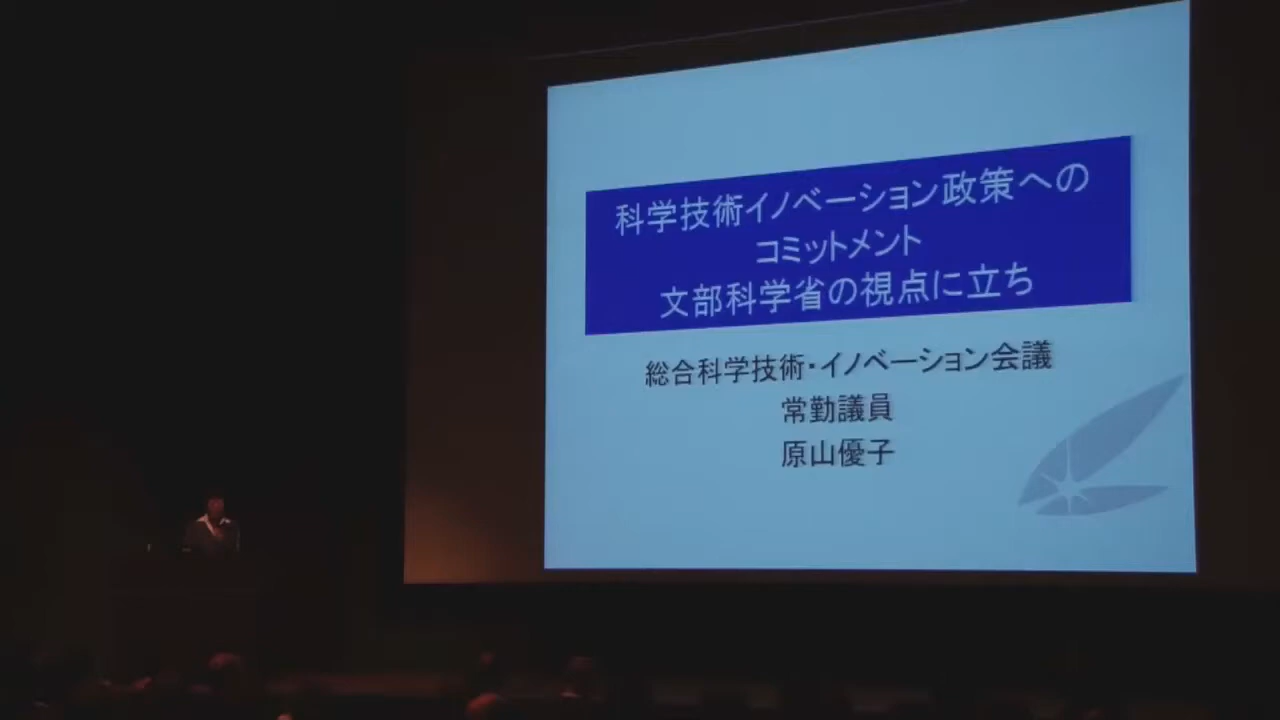 科学技術イノベーション政策への
コミットメント
文部科学省の視点に立ち
総合科学技術・イノベーション会議
常勤議員
原山優子